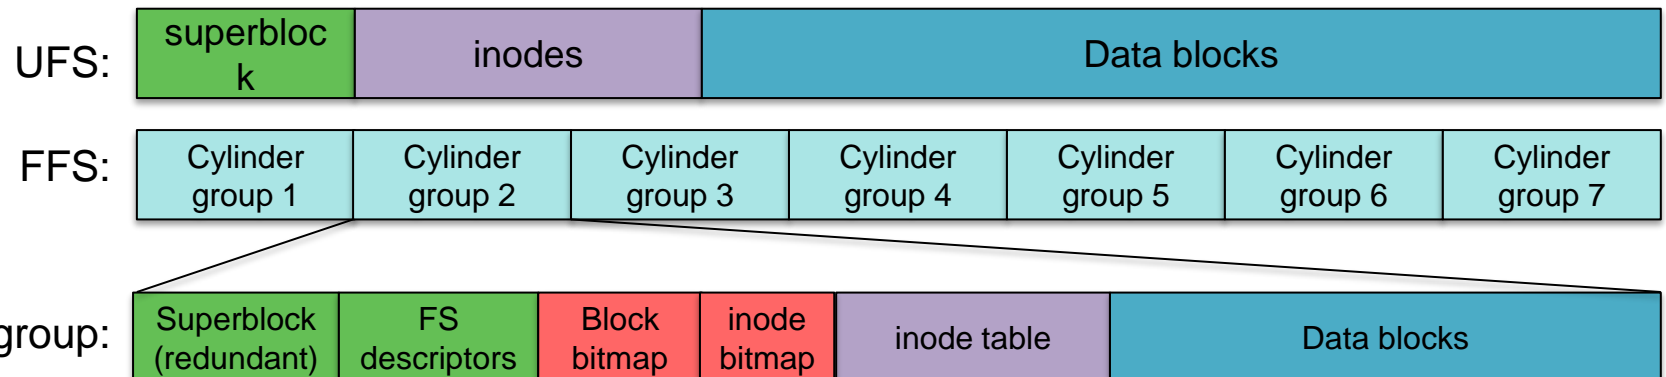 UFS:
superbloc
k
inodes
Data blocks
FFS:
Cylinder
group 1
Cylinder
group 2
Cylinder
group 3
Cylinder
group 4
Cylinder
group 5
Cylinder
group 6
Cylinder
group 7
group:
Superblock
(redundant)
FS
descriptors
Block
bitmap
inode
bitmap
inode table
Data blocks